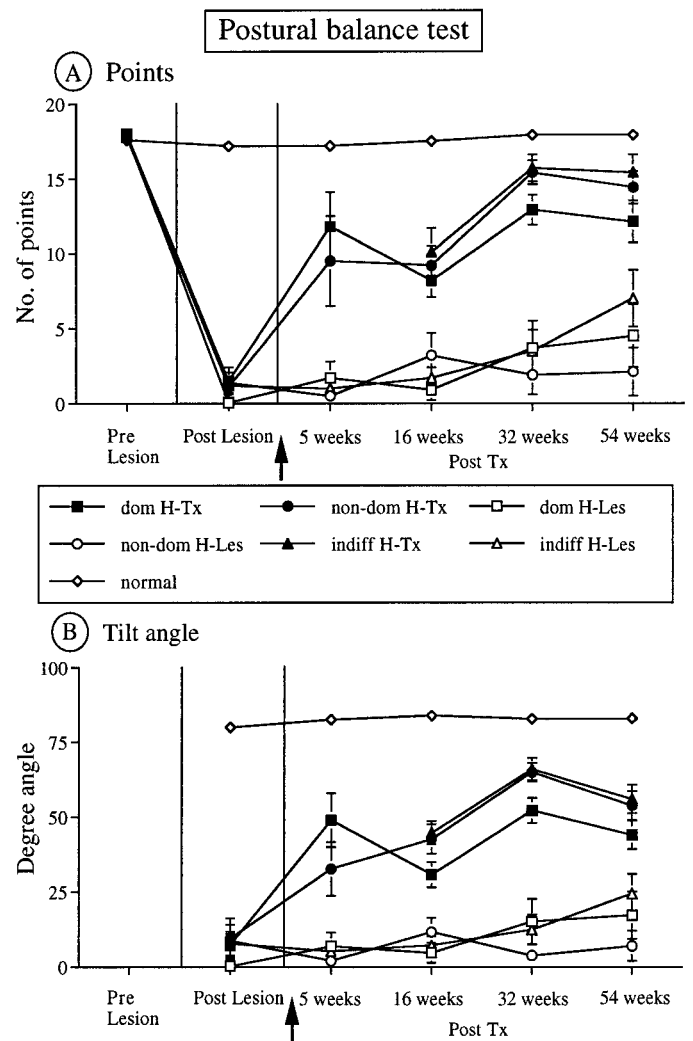 Postural balance test
A Points
20
15
10
5
0
No. of points
Pre Lesion
Post Lesion
5 weeks
16 weeks
32 weeks
54 weeks
Post Tx
dom H-Tx
non-dom H-Tx
dom H-Les
non-dom H-Les
indiff H-Tx
indiff H-Les
normal
B Tilt angle
100
75
50
25
0
Degree angle
Pre Lesion
Post Lesion
5 weeks
16 weeks
32 weeks
54 weeks
Post Tx